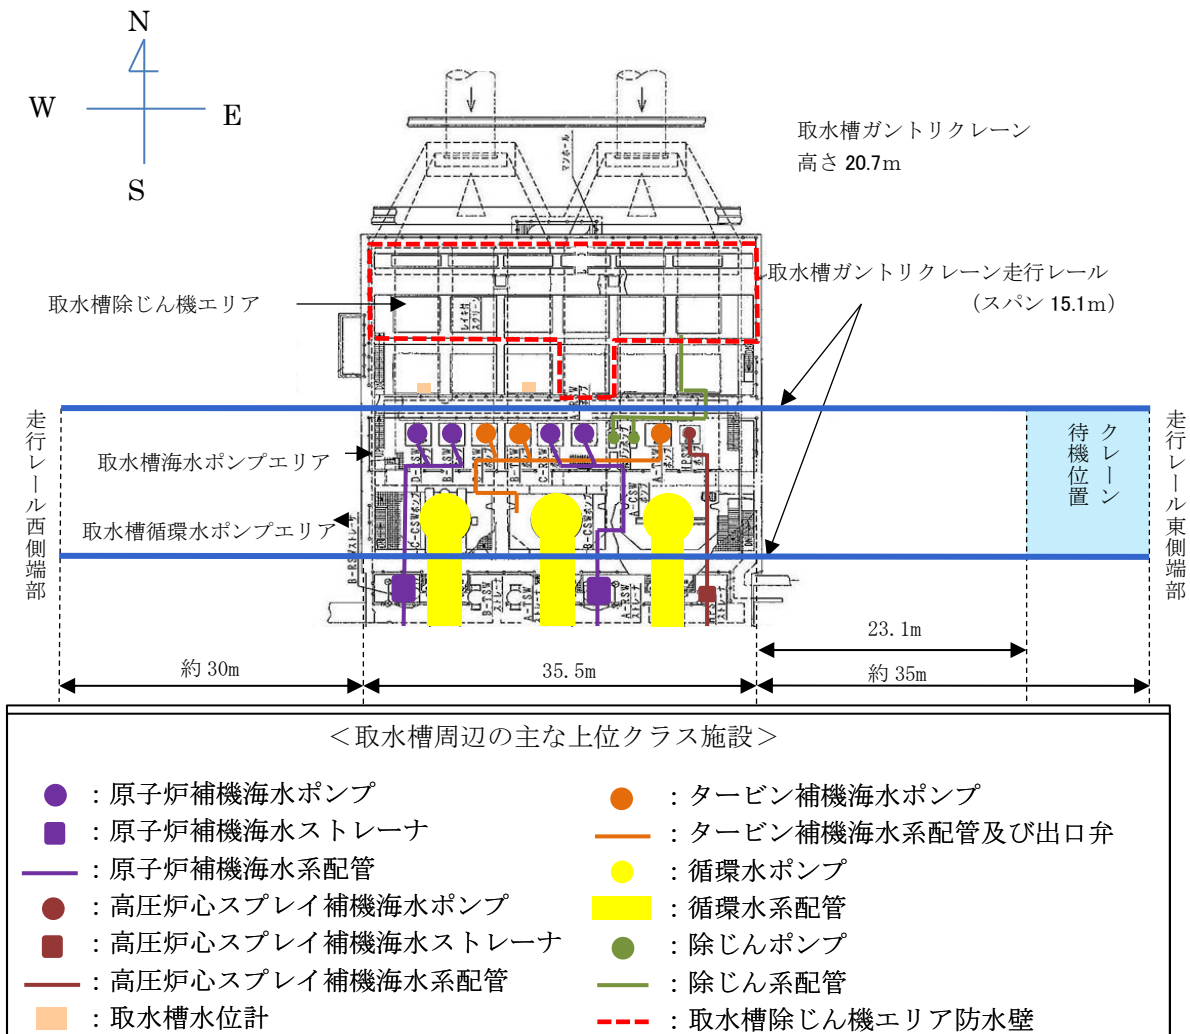 N
W
E
S
取水槽ガントリクレーン
高さ 20.7m
マンホール
取水槽ガントリクレーン走行レール
(スパン 15.1m)
取水槽除じん機エリア
走行レール西側端部
取水槽海水ポンプエリア
取水槽循環水ポンプエリア
クレーン
待機位置
走行レール東側端部
23.1m
約 30m
35.5m
約 35m
＜取水槽周辺の主な上位クラス施設＞
：原子炉補機海水ポンプ
：タービン補機海水ポンプ
：原子炉補機海水ストレーナ
：タービン補機海水系配管及び出口弁
：原子炉補機海水系配管
：循環水ポンプ
：高圧炉心スプレイ補機海水ポンプ
：循環水系配管
：高圧炉心スプレイ補機海水ストレーナ
：除じんポンプ
：高圧炉心スプレイ補機海水系配管
：除じん系配管
：取水槽水位計
：取水槽除じん機エリア防水壁